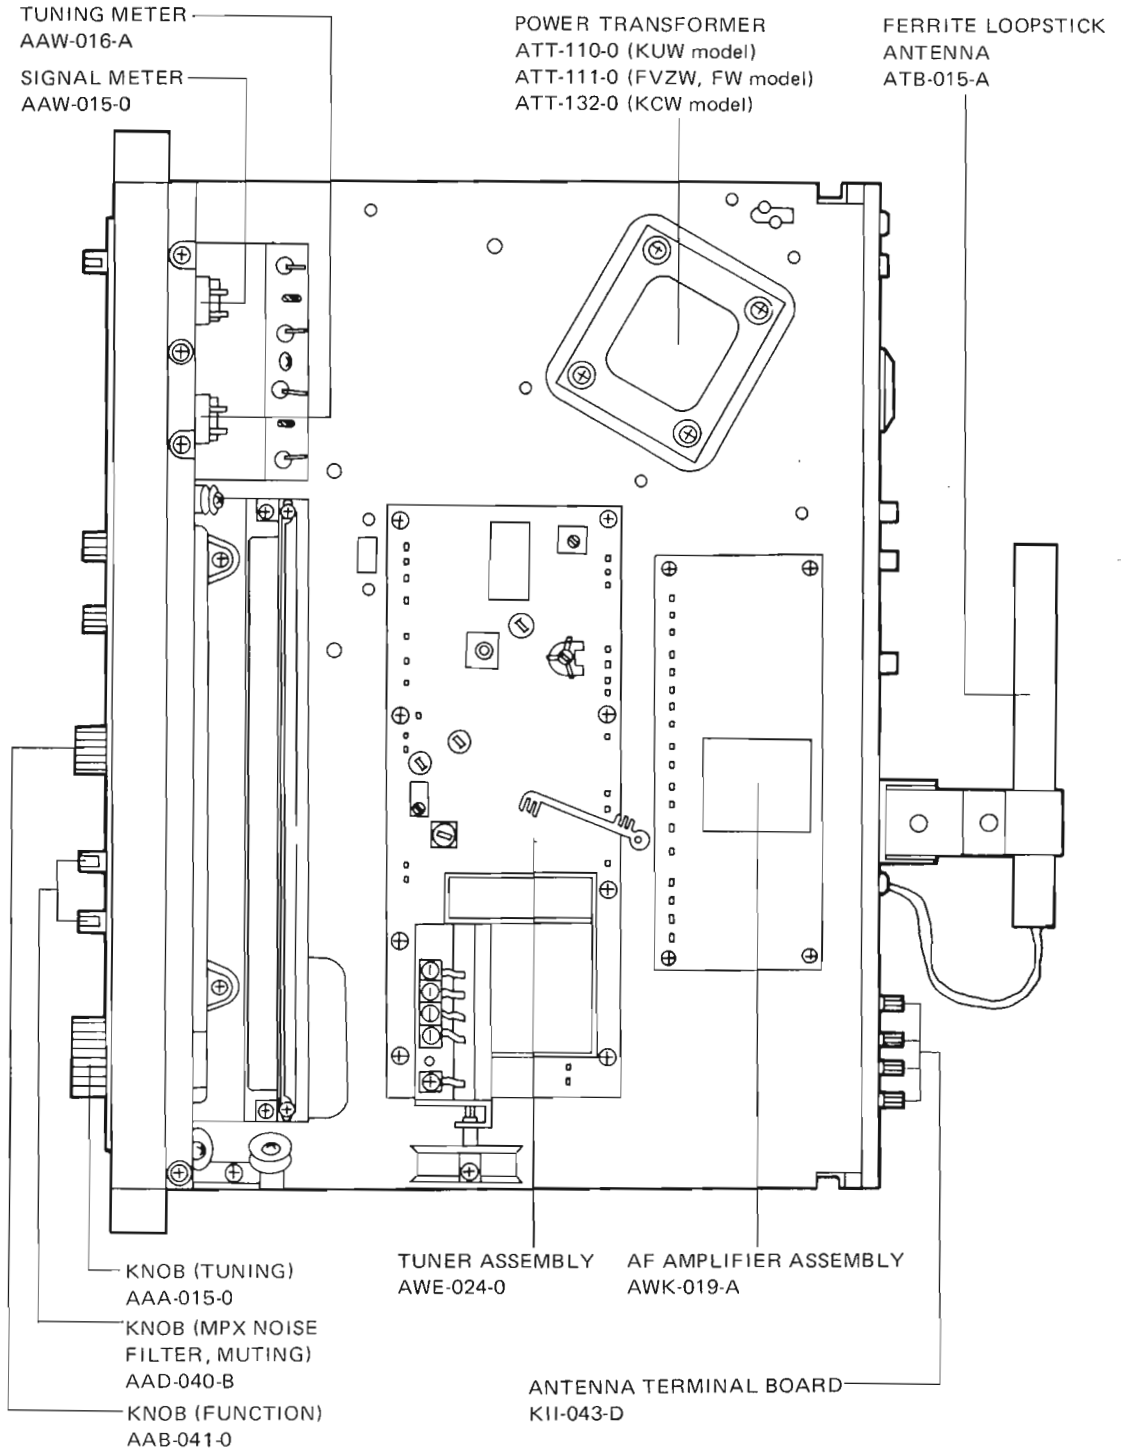 TUNING METER
AAW-016-A
SIGNAL METER
AAW-015-0
POWER TRANSFORMER
ATT-110-0 (KUW model)
ATT-111-0 (FVZW, FW model)
ATT-132-0 (KCW model)
FERRITE LOOPSTICK
ANTENNA
ATB-015-A
TUNER ASSEMBLY
AWE-024-0
AF AMPLIFIER ASSEMBLY
AWK-019-A
KNOB (TUNING)
AAA-015-0
KNOB (MPX NOISE
FILTER, MUTING)
AAD-040-B
KNOB (FUNCTION)
AAB-041-0
ANTENNA TERMINAL BOARD
KII-043-D